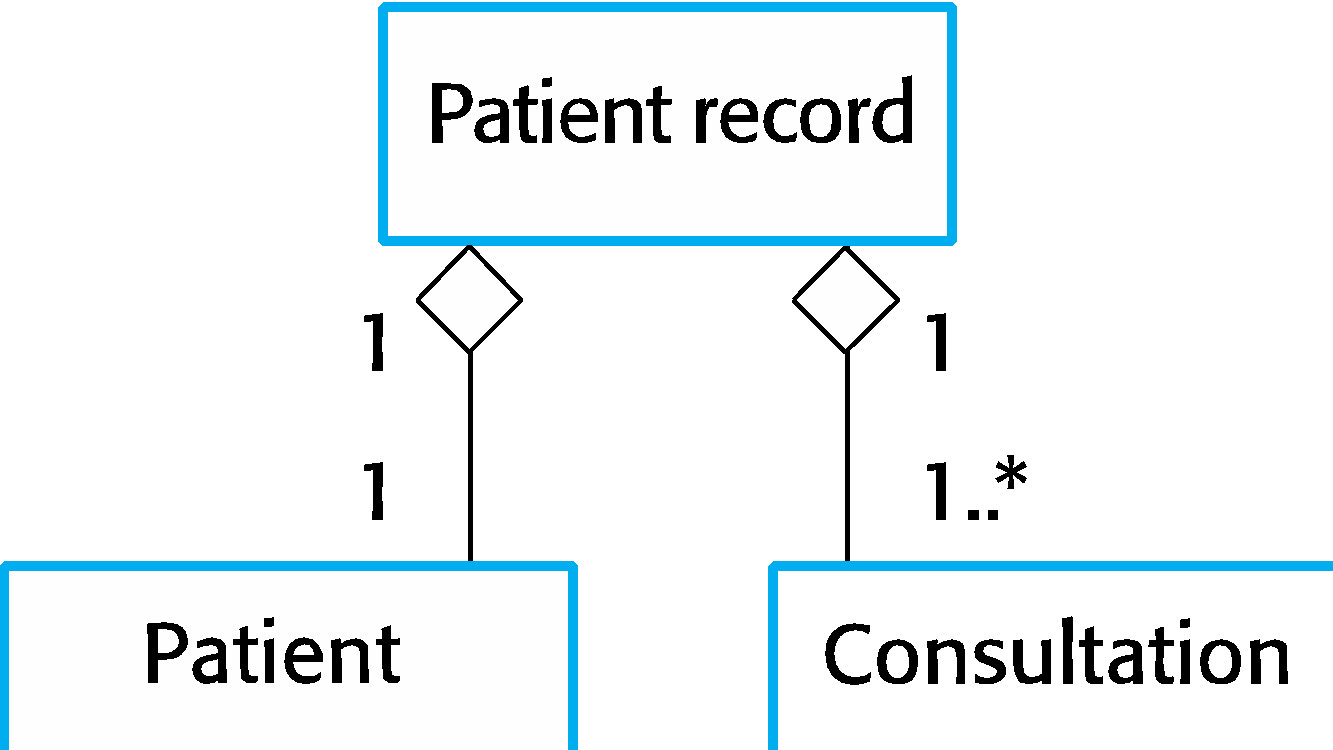 Patient record
1
1
1
1..*
Patient
Consultation